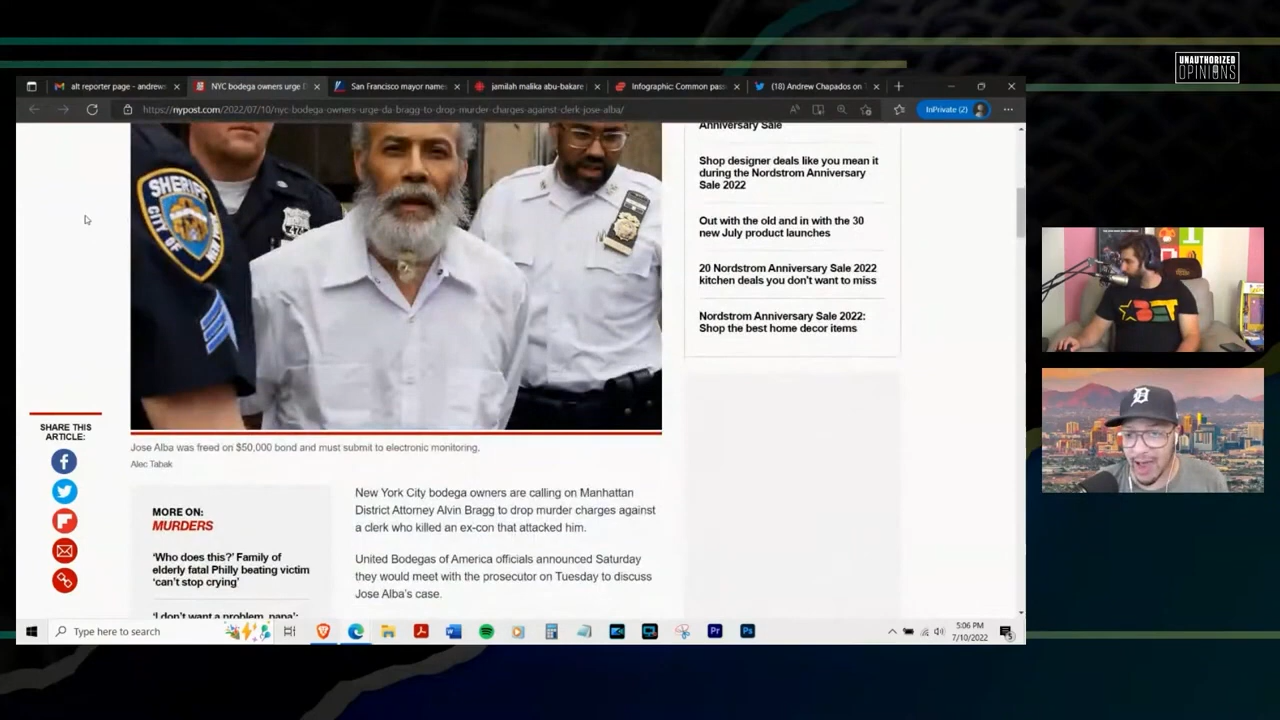 UNAUTHORIZED
OPINIONS
alt reporter page - andrews
NYC bodega owners urge D
San Francisco mayor names
jamilah malika abu-bakare
Infographic: Common pas
(18) Andrew Chapados on T
https://nypost.com/2022/07/10/nyc-bodega-owners-urge-da-bragg-to-drop-murder-charges-against-clerk-jose-alba/
InPrivate (2)
SHERIFF
CITY OF
NEW YORK
Anniversary Sale
Shop designer deals like you mean it
during the Nordstrom Anniversary
Sale 2022
Out with the old and in with the 30
new July product launches
20 Nordstrom Anniversary Sale 2022
kitchen deals you don't want to miss
Nordstrom Anniversary Sale 2022:
Shop the best home decor items
SHARE THIS
ARTICLE:
Jose Alba was freed on $50,000 bond and must submit to electronic monitoring.
Alec Tabak
MORE ON:
MURDERS
'Who does this?' Family of
elderly fatal Philly beating victim
'can't stop crying'
'I don't want a problem, papa':
New York City bodega owners are calling on Manhattan
District Attorney Alvin Bragg to drop murder charges against
a clerk who killed an ex-con that attacked him.
United Bodegas of America officials announced Saturday
they would meet with the prosecutor on Tuesday to discuss
Jose Alba's case.
Type here to search
Pr
Ps
5:06 PM
7/10/2022
5